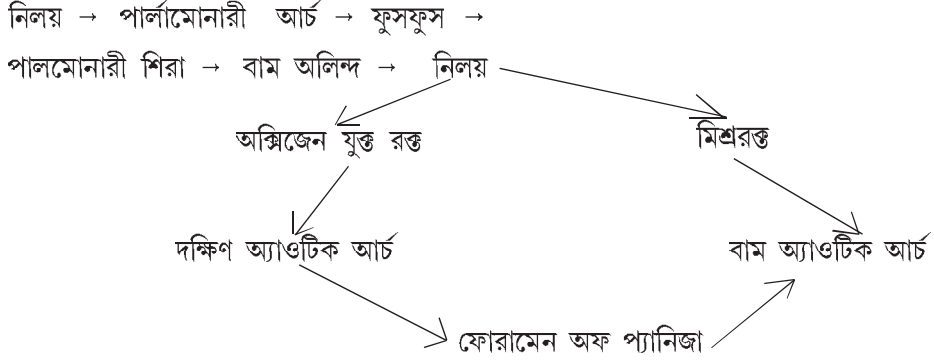 নিলয় → পার্লামোনারী আর্চ → ফুসফুস →
পালমোনারী শিরা → বাম অলিন্দ → নিলয়
অক্সিজেন যুক্ত রক্ত মিশ্ররক্ত
দক্ষিণ অ্যাওটিক আর্চ বাম অ্যাওটিক আর্চ
ফোরামেন অফ প্যানিজা